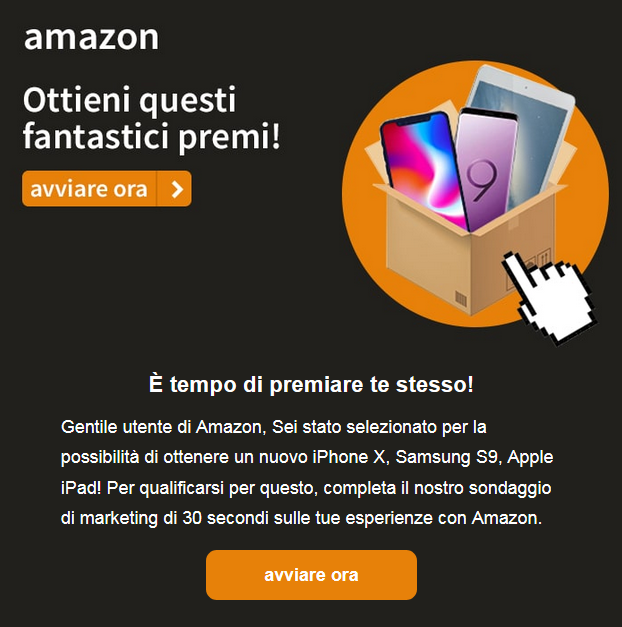 amazon
Ottieni questi
fantastici premi!
avviare ora
9
È tempo di premiare te stesso!
Gentile utente di Amazon, Sei stato selezionato per la
possibilità di ottenere un nuovo iPhone X, Samsung S9, Apple
iPad! Per qualificarsi per questo, completa il nostro sondaggio
di marketing di 30 secondi sulle tue esperienze con Amazon.
avviare ora